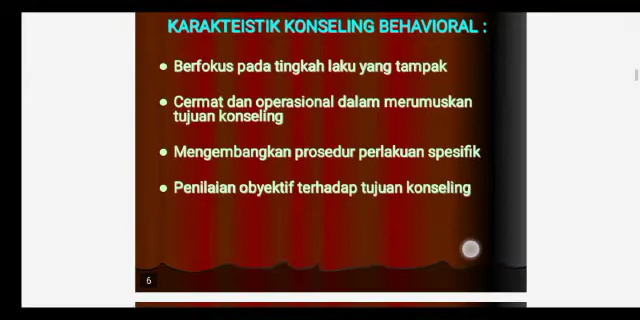 KARAKTEISTIK KONSELING BEHAVIORAL :
• Berfokus pada tingkah laku yang tampak
• Cermat dan operasional dalam merumuskan
tujuan konseling
• Mengembangkan prosedur perlakuan spesifik
• Penilaian obyektif terhadap tujuan konseling
6